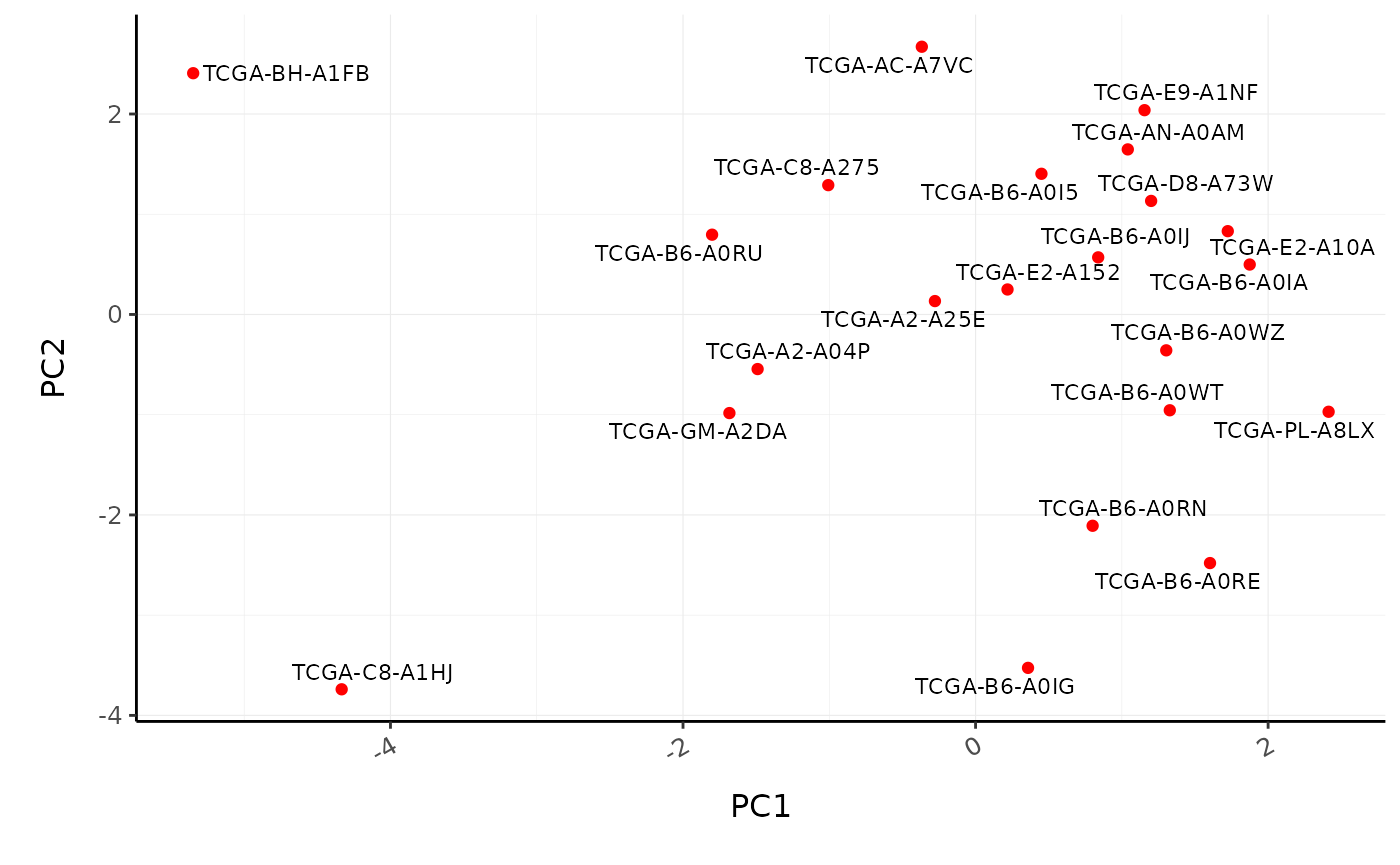 TCGA-AC-A7VC
TCGA-BH-A1FB
TCGA-E9-A1NF
2
TCGA-AN-A0AM
TCGA-C8-A275
TCGA-D8-A73W
TCGA-B6-A0I5
TCGA-B6-A0IJ
TCGA-E2-A10A
TCGA-B6-A0RU
TCGA-E2-A152
TCGA-B6-A0IA
0
TCGA-A2-A25E
TCGA-B6-A0WZ
TCGA-A2-A04P
PC2
TCGA-B6-A0WT
TCGA-GM-A2DA
TCGA-PL-A8LX
TCGA-B6-A0RN
-2
TCGA-B6-A0RE
TCGA-C8-A1HJ
TCGA-B6-A0IG
-4
-4
-2
0
2
PC1